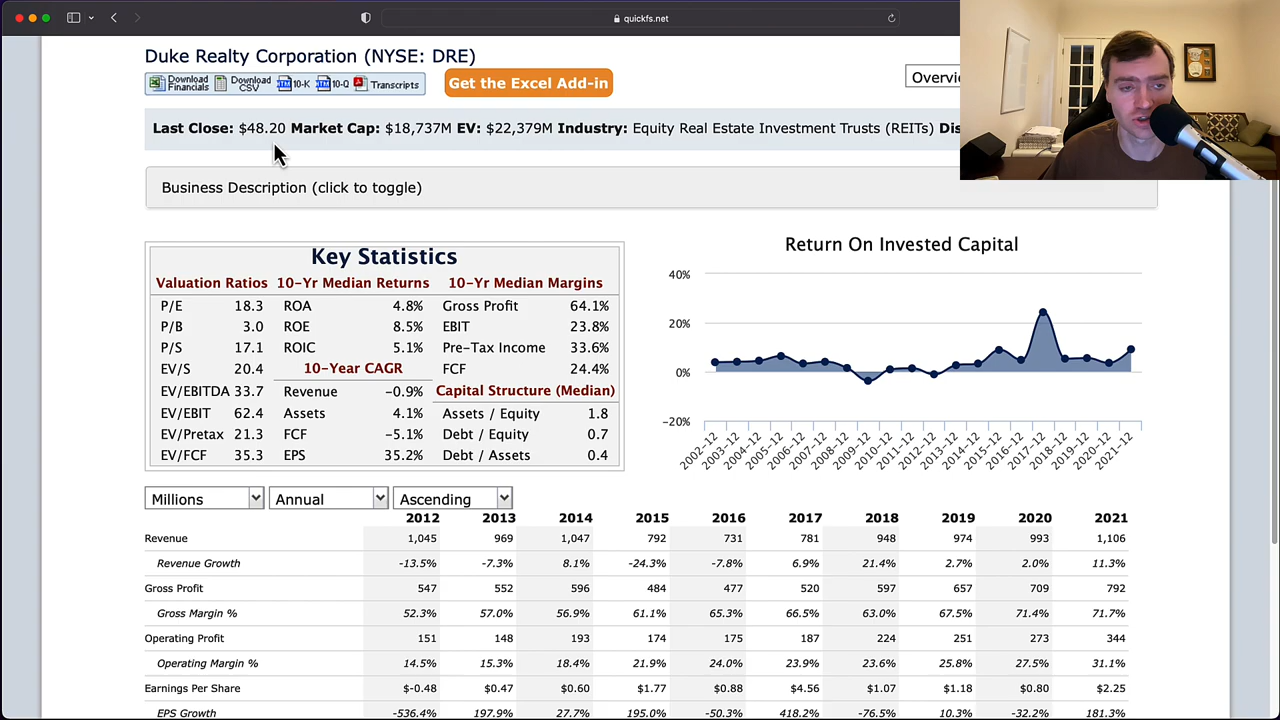 quickfs.net
Duke Realty Corporation (NYSE: DRE)
Download Financials Download CSV 10-K 10-Q Transcripts Get the Excel Add-in Overvi
Last Close: $48.20 Market Cap: $18,737M EV: $22,379M Industry: Equity Real Estate Investment Trusts (REITs) Dis
Business Description (click to toggle)
Key Statistics
Valuation Ratios 10-Yr Median Returns 10-Yr Median Margins
P/E 18.3 ROA 4.8% Gross Profit 64.1%
P/B 3.0 ROE 8.5% EBIT 23.8%
P/S 17.1 ROIC 5.1% Pre-Tax Income 33.6%
EV/S 20.4 10-Year CAGR FCF 24.4%
EV/EBITDA 33.7 Revenue -0.9% Capital Structure (Median)
EV/EBIT 62.4 Assets 4.1% Assets / Equity 1.8
EV/Pretax 21.3 FCF -5.1% Debt / Equity 0.7
EV/FCF 35.3 EPS 35.2% Debt / Assets 0.4
Return On Invested Capital
40%
20%
0%
-20%
2002-12 2003-12 2004-12 2005-12 2006-12 2007-12 2008-12 2009-12 2010-12 2011-12 2012-12 2013-12 2014-12 2015-12 2016-12 2017-12 2018-12 2019-12 2020-12 2021-12
Millions Annual Ascending
2012 2013 2014 2015 2016 2017 2018 2019 2020 2021
Revenue 1,045 969 1,047 792 731 781 948 974 993 1,106
Revenue Growth -13.5% -7.3% 8.1% -24.3% -7.8% 6.9% 21.4% 2.7% 2.0% 11.3%
Gross Profit 547 552 596 484 477 520 597 657 709 792
Gross Margin % 52.3% 57.0% 56.9% 61.1% 65.3% 66.5% 63.0% 67.5% 71.4% 71.7%
Operating Profit 151 148 193 174 175 187 224 251 273 344
Operating Margin % 14.5% 15.3% 18.4% 21.9% 24.0% 23.9% 23.6% 25.8% 27.5% 31.1%
Earnings Per Share $-0.48 $0.47 $0.60 $1.77 $0.88 $4.56 $1.07 $1.18 $0.80 $2.25
EPS Growth -536.4% 197.9% 27.7% 195.0% -50.3% 418.2% -76.5% 10.3% -32.2% 181.3%